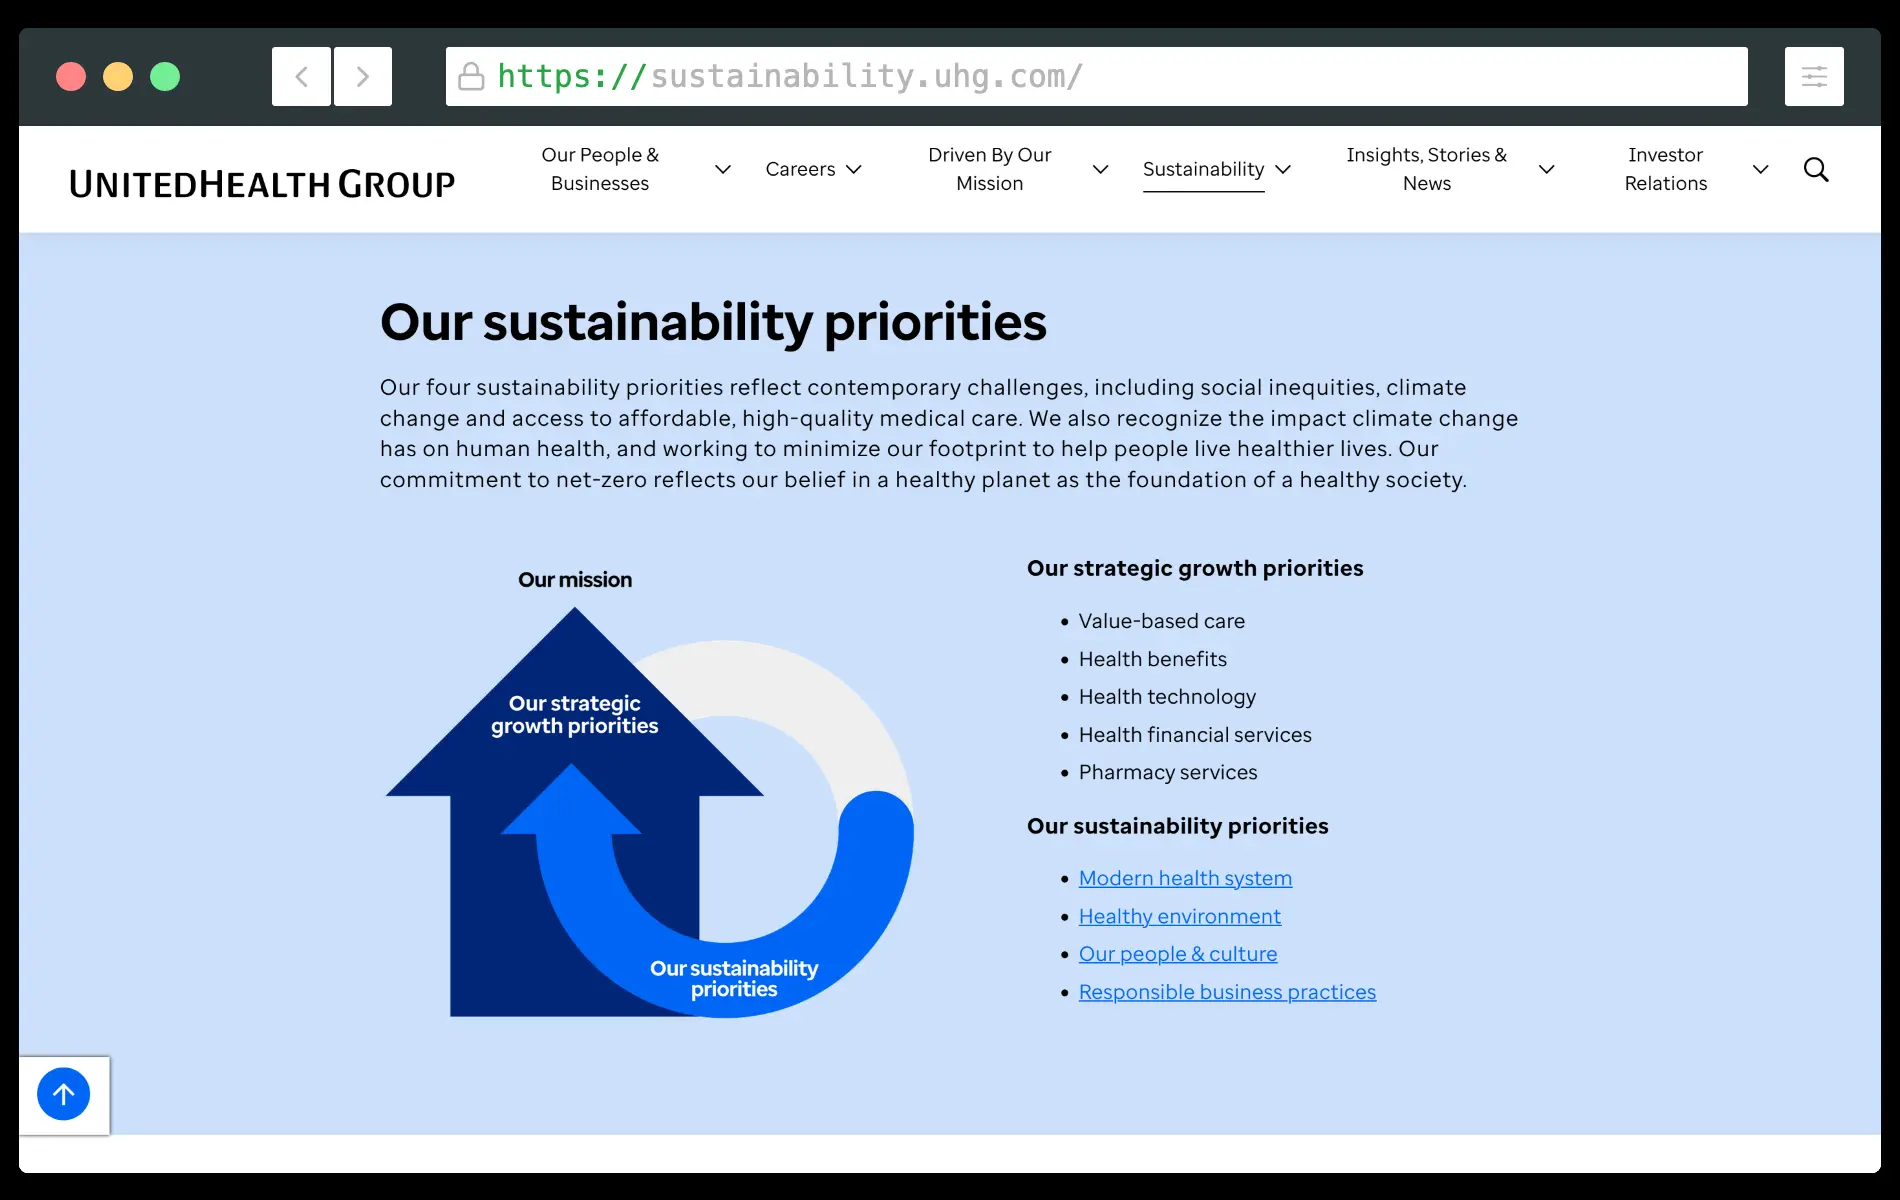 https://sustainability.uhg.com/
UNITEDHEALTH GROUP
Our People &
Businesses
Careers
Driven By Our
Mission
Sustainability
Insights, Stories &
News
Investor
Relations
Our sustainability priorities
Our four sustainability priorities reflect contemporary challenges, including social inequities, climate
change and access to affordable, high-quality medical care. We also recognize the impact climate change
has on human health, and working to minimize our footprint to help people live healthier lives. Our
commitment to net-zero reflects our belief in a healthy planet as the foundation of a healthy society.
Our mission
Our strategic
growth priorities
Our sustainability
priorities
Our strategic growth priorities
• Value-based care
• Health benefits
• Health technology
• Health financial services
• Pharmacy services
Our sustainability priorities
• Modern health system
• Healthy environment
• Our people & culture
• Responsible business practices